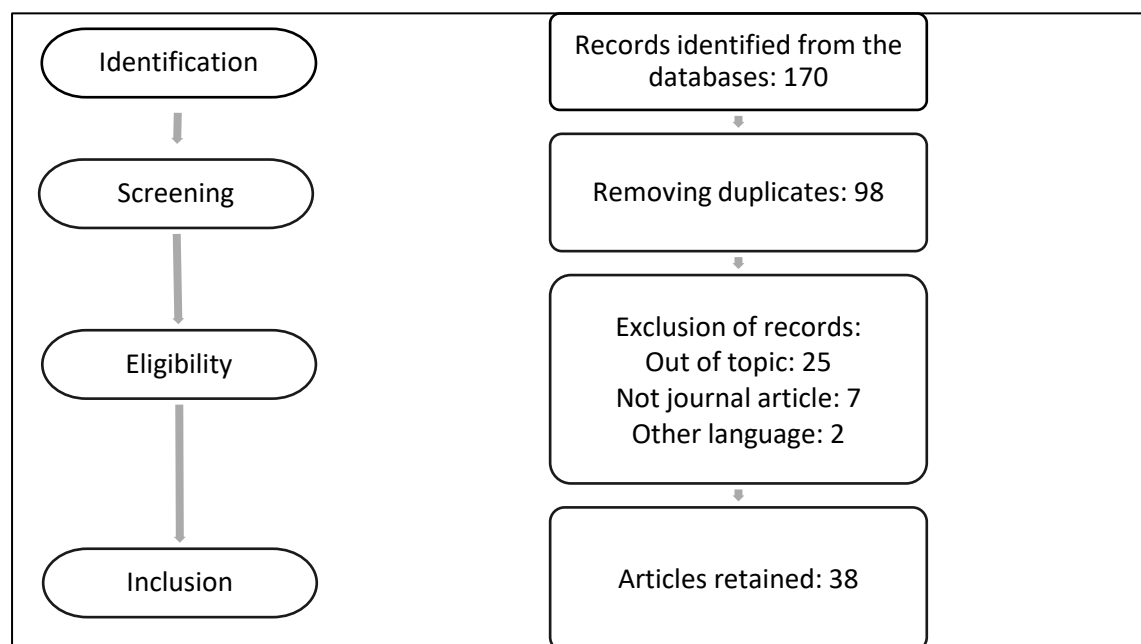 Identification
Records identified from the
databases: 170
Screening
Removing duplicates: 98
Eligibility
Exclusion of records:
Out of topic: 25
Not journal article: 7
Other language: 2
Inclusion
Articles retained: 38